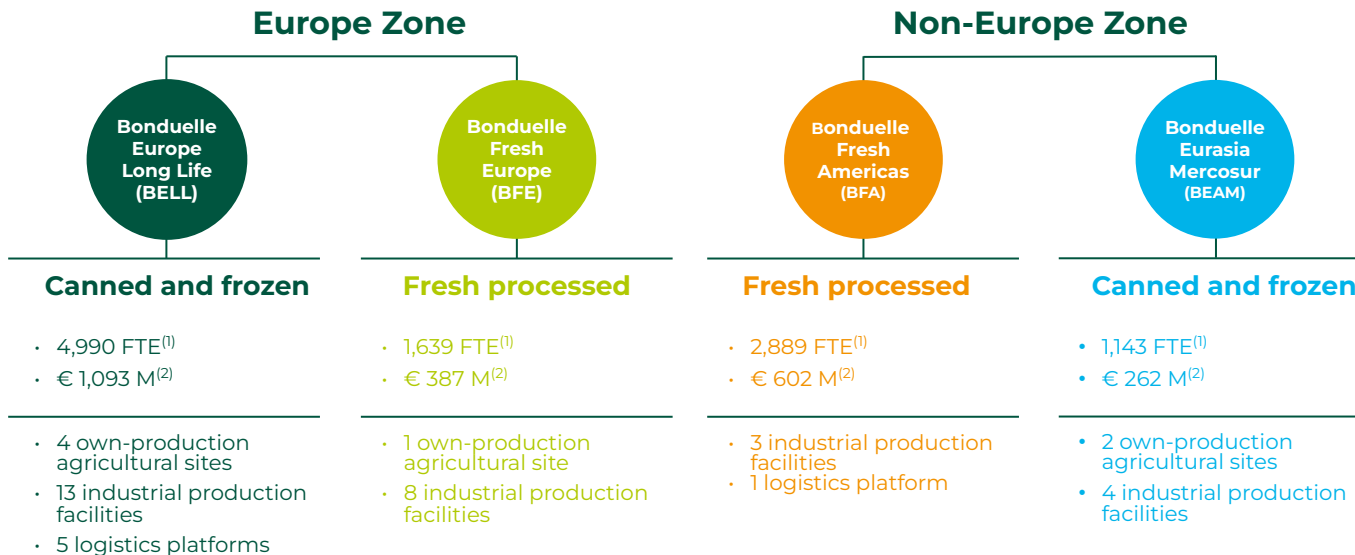 Europe Zone
Non-Europe Zone
Bonduelle
Europe
Long Life
(BELL)
Bonduelle
Fresh
Europe
(BFE)
Bonduelle
Fresh
Americas
(BFA)
Bonduelle
Eurasia
Mercosur
(BEAM)
Canned and frozen
• 4,990 FTE(1)
• € 1,093 M(2)
• 4 own-production
agricultural sites
• 13 industrial production
facilities
• 5 logistics platforms
Fresh processed
• 1,639 FTE(1)
• € 387 M(2)
• 1 own-production
agricultural site
• 8 industrial production
facilities
Fresh processed
• 2,889 FTE(1)
• € 602 M(2)
• 3 industrial production
facilities
• 1 logistics platform
Canned and frozen
• 1,143 FTE(1)
• € 262 M(2)
• 2 own-production
agricultural sites
• 4 industrial production
facilities